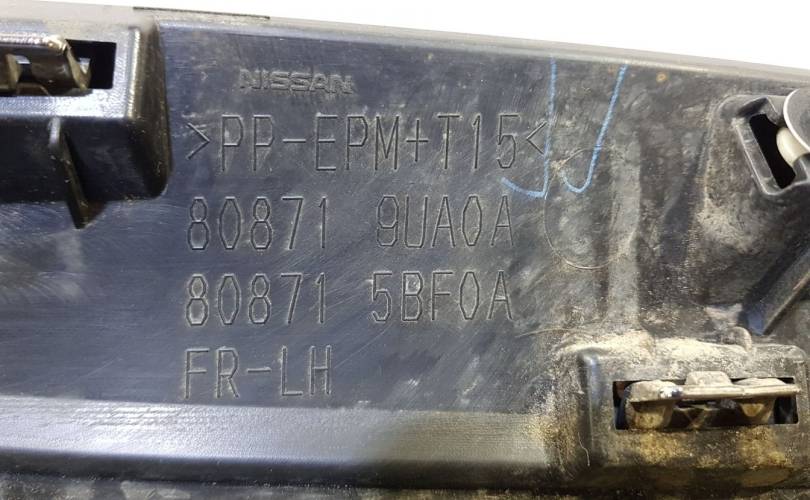 NISSAN
>PP-EPM+T15<
80871 9UA0A
80871 5BF0A
FR-LH